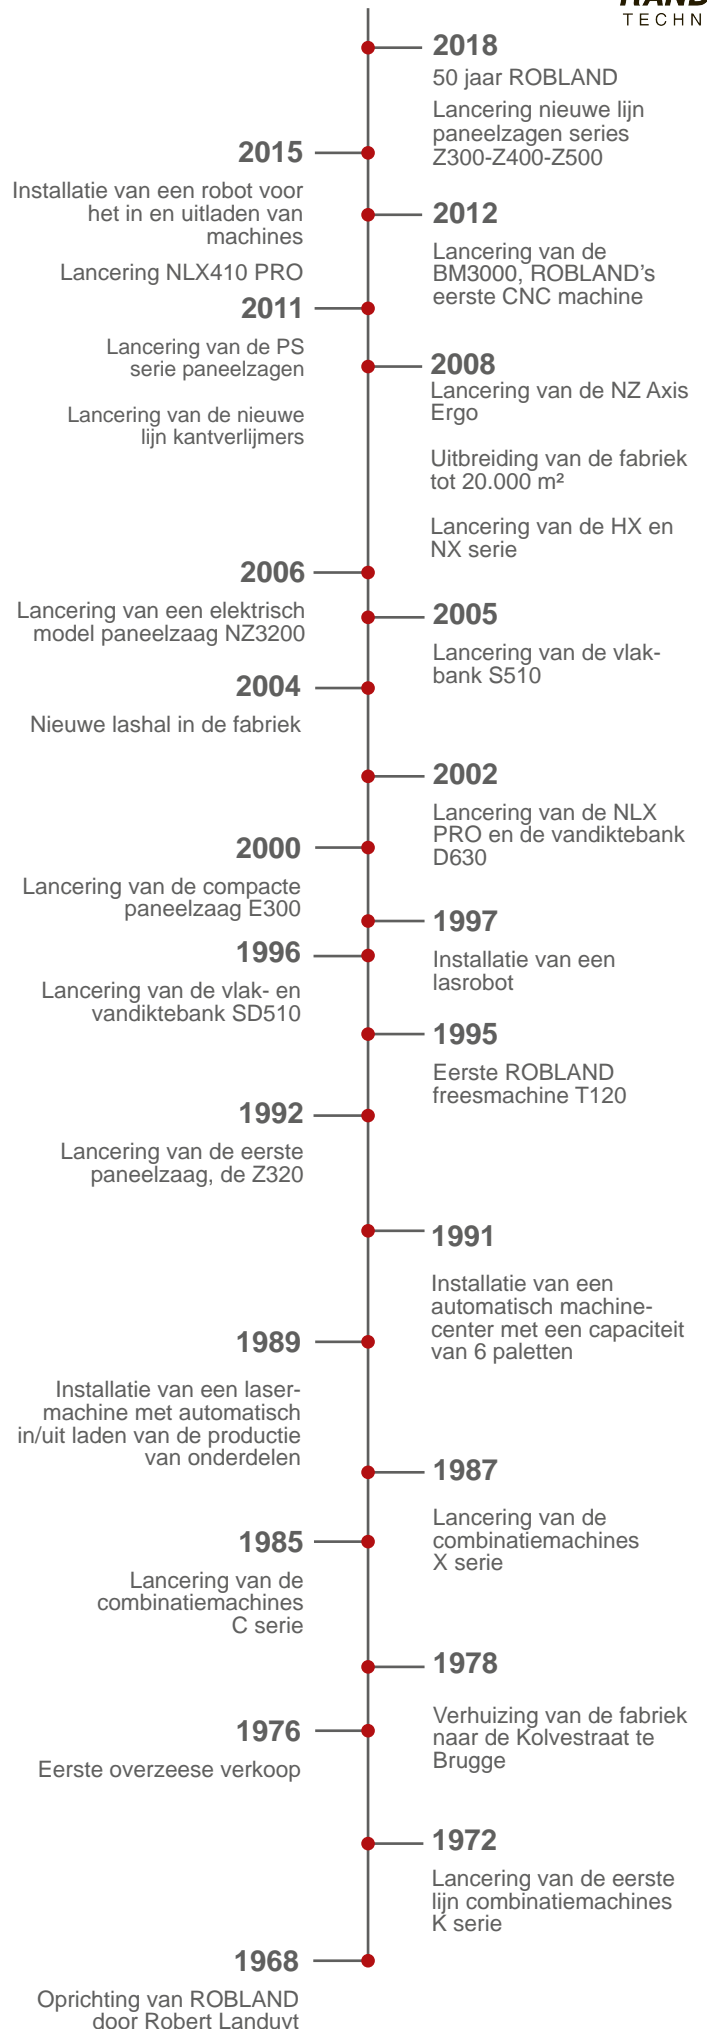 TECHN
2018
50 jaar ROBLAND
Lancering nieuwe lijn
paneelzagen series
Z300-Z400-Z500
2015
Installatie van een robot voor
het in en uitladen van
machines
Lancering NLX410 PRO
2012
Lancering van de
BM3000, ROBLAND's
eerste CNC machine
2011
Lancering van de PS
serie paneelzagen
Lancering van de nieuwe
lijn kantverlijmers
2008
Lancering van de NZ Axis
Ergo
Uitbreiding van de fabriek
tot 20.000 m²
Lancering van de HX en
NX serie
2006
Lancering van een elektrisch
model paneelzaag NZ3200
2005
Lancering van de vlak-
bank S510
2004
Nieuwe lashal in de fabriek
2002
Lancering van de NLX
PRO en de vandiktebank
D630
2000
Lancering van de compacte
paneelzaag E300
1997
Installatie van een
lasrobot
1996
Lancering van de vlak- en
vandiktebank SD510
1995
Eerste ROBLAND
freesmachine T120
1992
Lancering van de eerste
paneelzaag, de Z320
1991
Installatie van een
automatisch machine-
center met een capaciteit
van 6 paletten
1989
Installatie van een laser-
machine met automatisch
in/uit laden van de productie
van onderdelen
1987
Lancering van de
combinatiemachines
X serie
1985
Lancering van de
combinatiemachines
C serie
1978
Verhuizing van de fabriek
naar de Kolvestraat te
Brugge
1976
Eerste overzeese verkoop
1972
Lancering van de eerste
lijn combinatiemachines
K serie
1968
Oprichting van ROBLAND
door Robert Landuyt